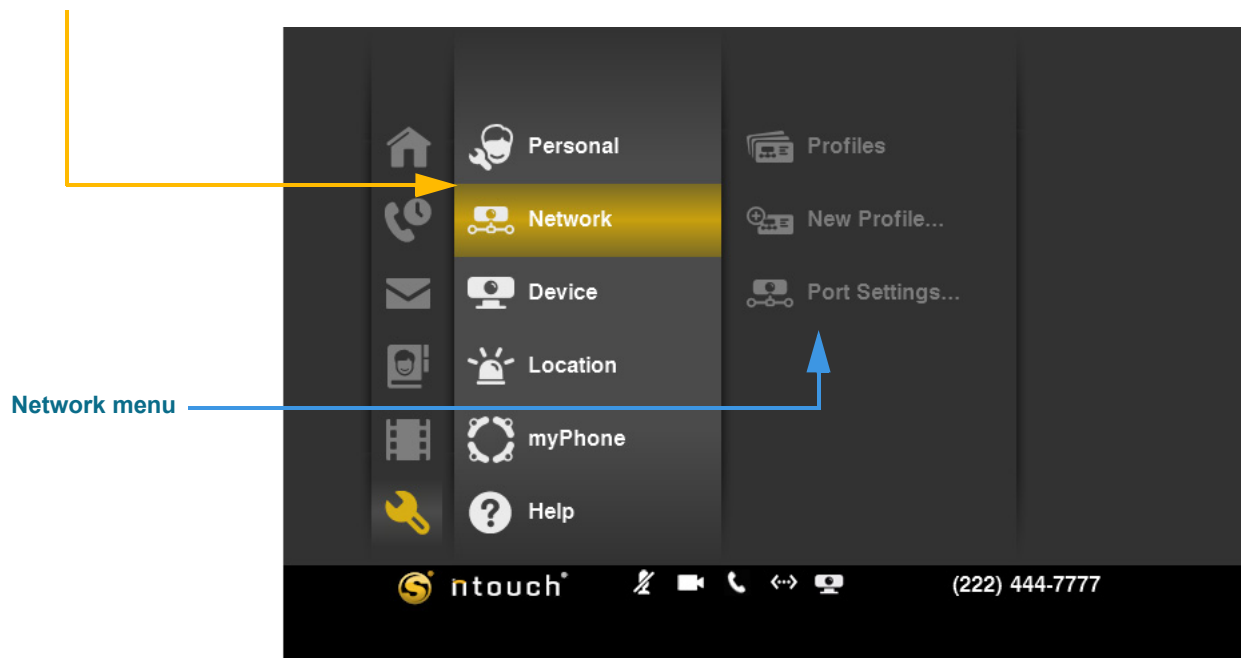 Personal
Network
Device
Location
myPhone
Help
Profiles
New Profile...
Port Settings...
Network menu
ntouch
(222) 444-7777